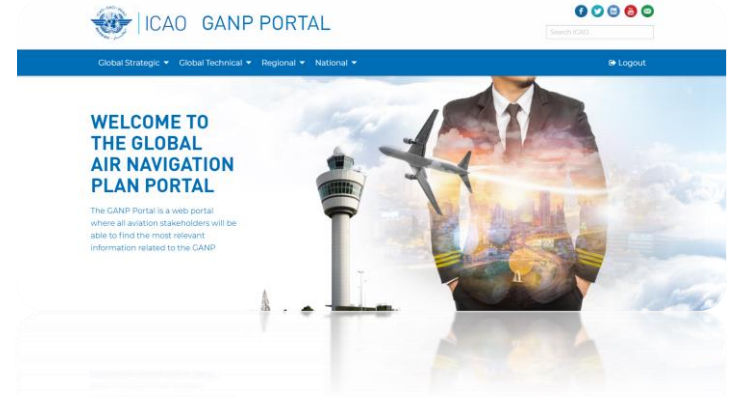 ICAO GANP PORTAL
Search ICAO
Global Strategic Global Technical Regional National Logout
WELCOME TO
THE GLOBAL
AIR NAVIGATION
PLAN PORTAL
The GANP Portal is a web portal
where all aviation stakeholders will be
able to find the most relevant
information related to the GANP